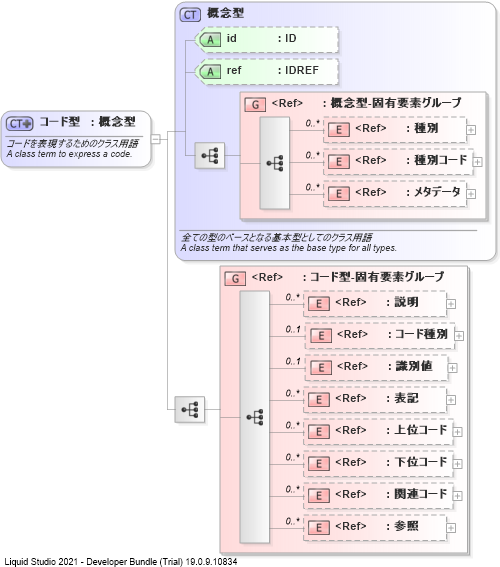 CT 概念型
A id : ID
A ref : IDREF
CT コード型 : 概念型
コードを表現するためのクラス用語
A class term to express a code.
G <Ref> : 概念型-固有要素グループ
0..* E <Ref> : 種別
0..* E <Ref> : 種別コード
0..* E <Ref> : メタデータ
全ての型のベースとなる基本型としてのクラス用語
A class term that serves as the base type for all types.
G <Ref> : コード型-固有要素グループ
0..* E <Ref> : 説明
0..1 E <Ref> : コード種別
0..1 E <Ref> : 識別値
0..* E <Ref> : 表記
0..* E <Ref> : 上位コード
0..* E <Ref> : 下位コード
0..* E <Ref> : 関連コード
0..* E <Ref> : 参照
Liquid Studio 2021 - Developer Bundle (Trial) 19.0.9.10834